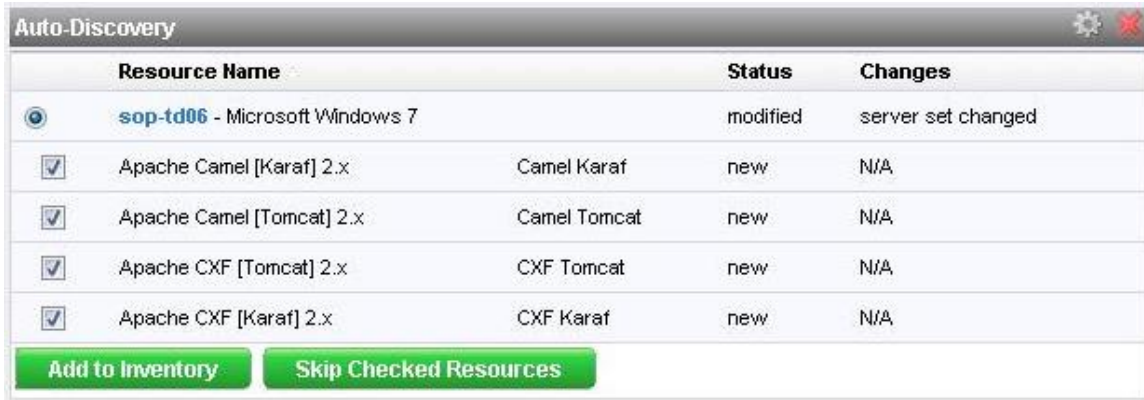 Auto-Discovery
Resource Name Status Changes
sop-td06 - Microsoft Windows 7 modified server set changed
Apache Camel [Karaf] 2.x Camel Karaf new N/A
Apache Camel [Tomcat] 2.x Camel Tomcat new N/A
Apache CXF [Tomcat] 2.x CXF Tomcat new N/A
Apache CXF [Karaf] 2.x CXF Karaf new N/A
Add to Inventory Skip Checked Resources